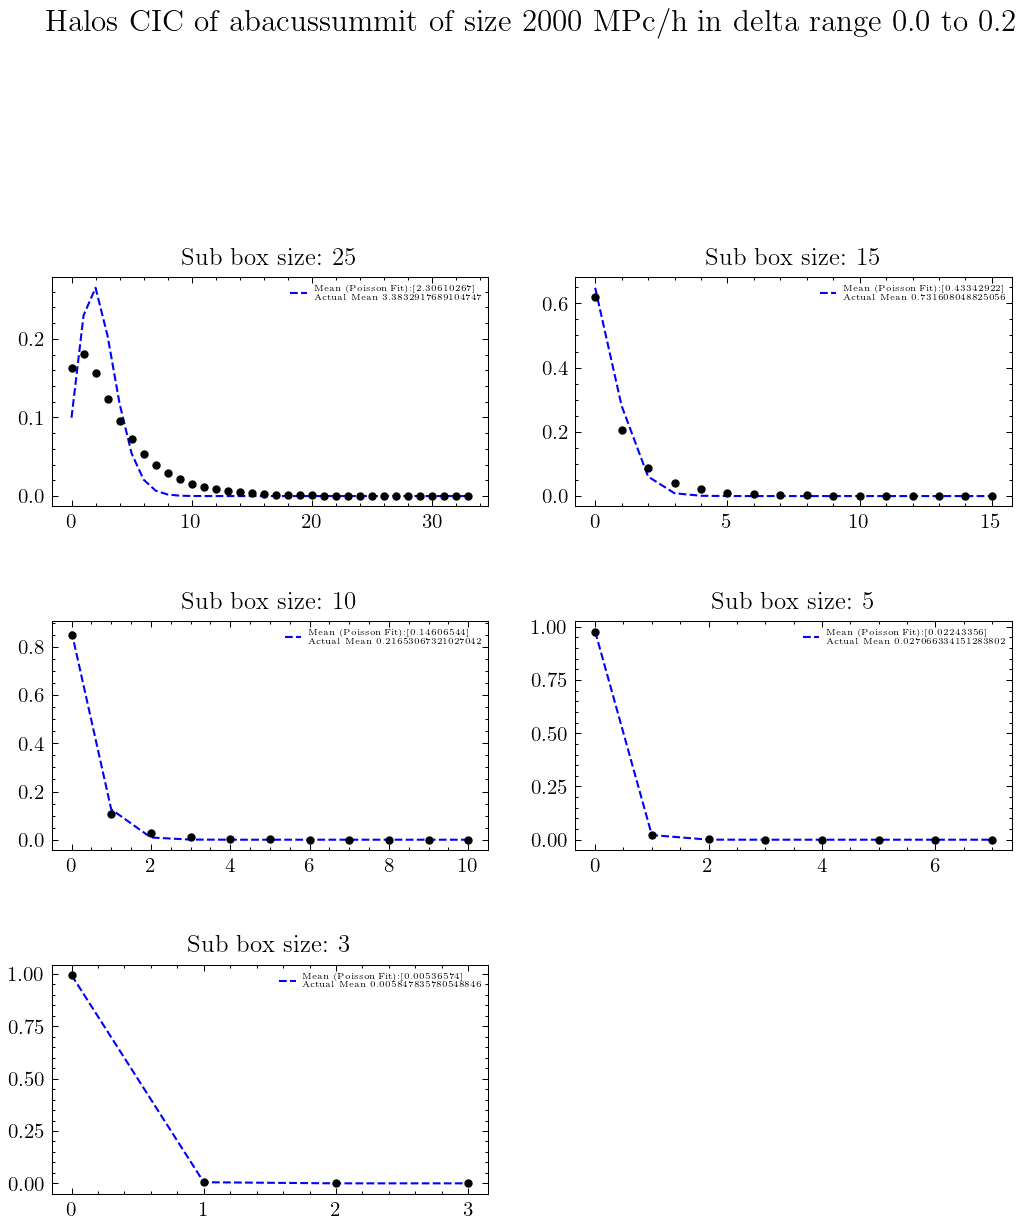 Halos CIC of abacussummit of size 2000 MPc/h in delta range 0.0 to 0.2
Sub box size: 25
Mean (Poisson Fit):[2.30610267]
Actual Mean 3.3832917689104747
0.2
0.1
0.0
0 10 20 30
Sub box size: 15
Mean (Poisson Fit):[0.43342922]
Actual Mean 0.731608048825056
0.6
0.4
0.2
0.0
0 5 10 15
Sub box size: 10
Mean (Poisson Fit):[0.14606544]
Actual Mean 0.21653067321027042
0.8
0.6
0.4
0.2
0.0
0 2 4 6 8 10
Sub box size: 5
Mean (Poisson Fit):[0.02243356]
Actual Mean 0.027066334151283802
1.00
0.75
0.50
0.25
0.00
0 2 4 6
Sub box size: 3
Mean (Poisson Fit):[0.00536574]
Actual Mean 0.005847835780548846
1.00
0.75
0.50
0.25
0.00
0 1 2 3